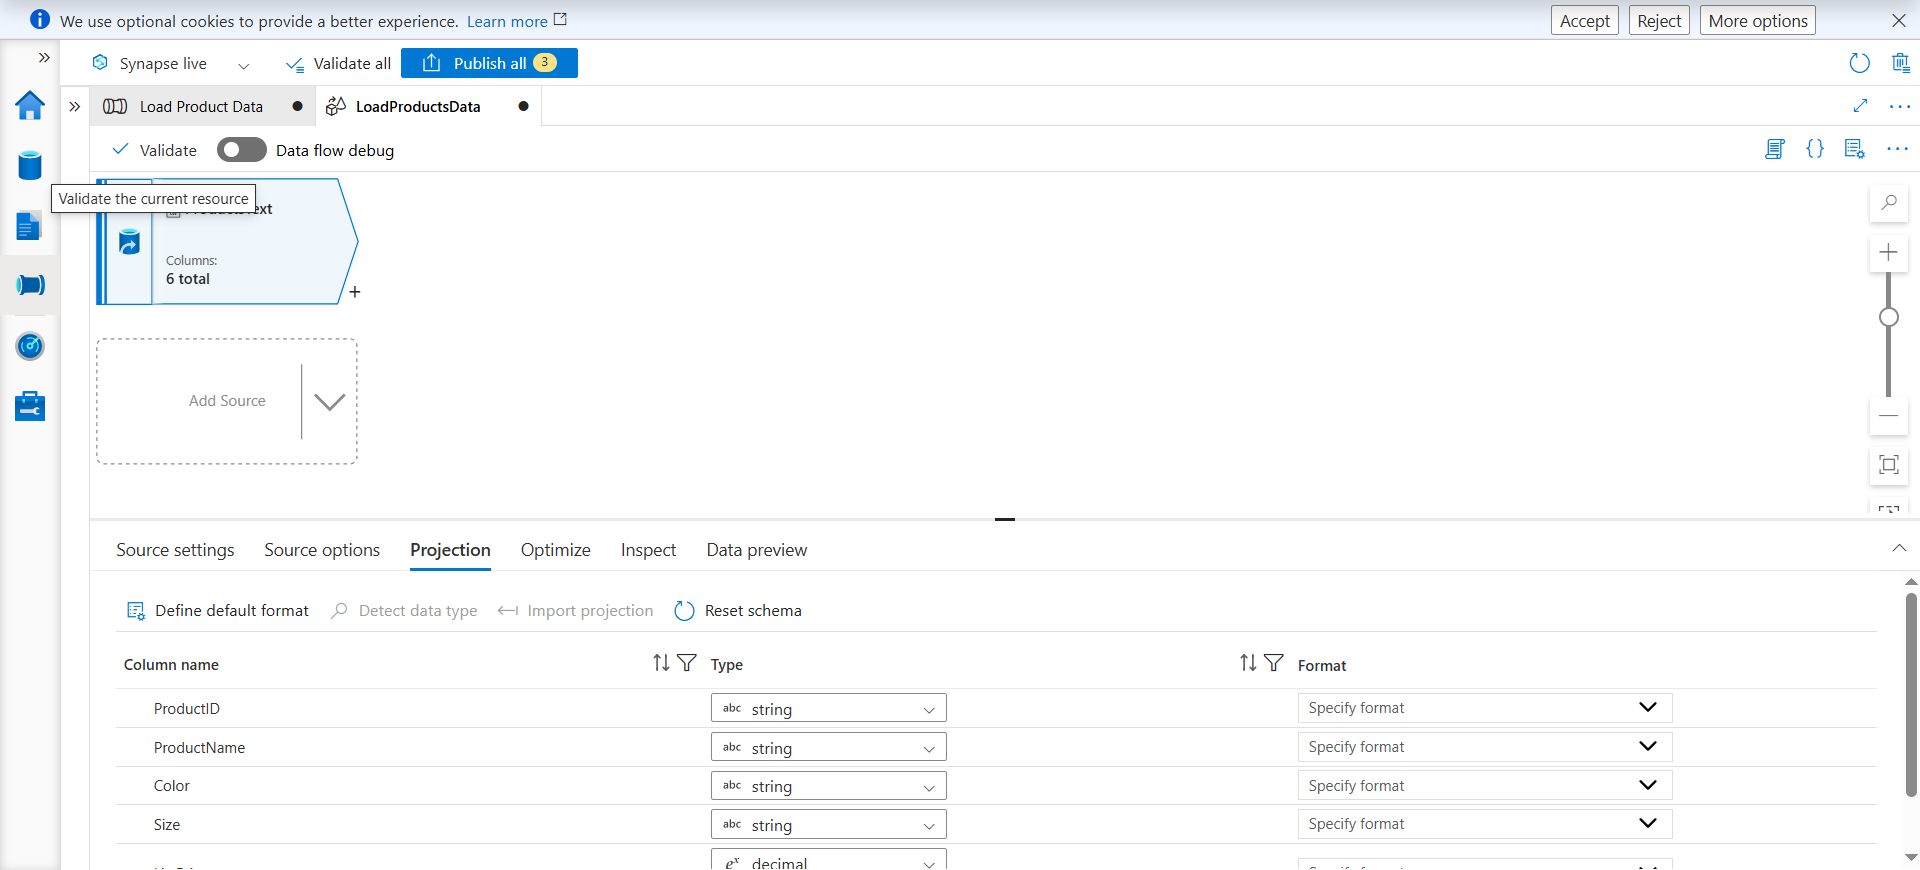 We use optional cookies to provide a better experience. Learn more
Accept
Reject
More options
Synapse live
Validate all
Publish all 3
Load Product Data
LoadProductsData
Validate
Data flow debug
Validate the current resource
Columns:
6 total
+
Add Source
Source settings
Source options
Projection
Optimize
Inspect
Data preview
Define default format
Detect data type
Import projection
Reset schema
Column name
Type
Format
ProductID
abc string
Specify format
ProductName
abc string
Specify format
Color
abc string
Specify format
Size
abc string
Specify format
eˣ decimal